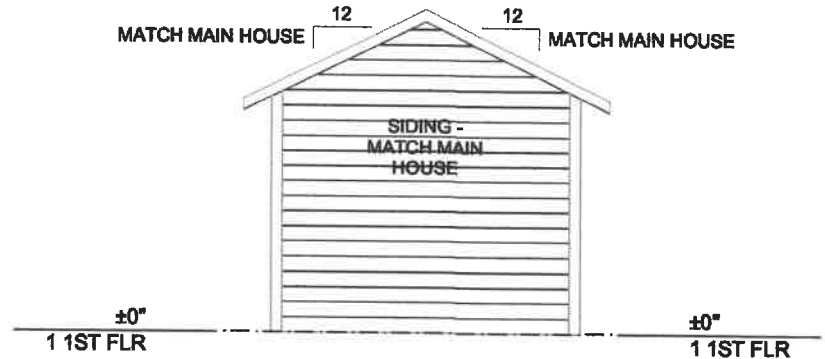 12
12
MATCH MAIN HOUSE
MATCH MAIN HOUSE
SIDING -
MATCH MAIN
HOUSE
±0"
±0"
1 1ST FLR
1 1ST FLR